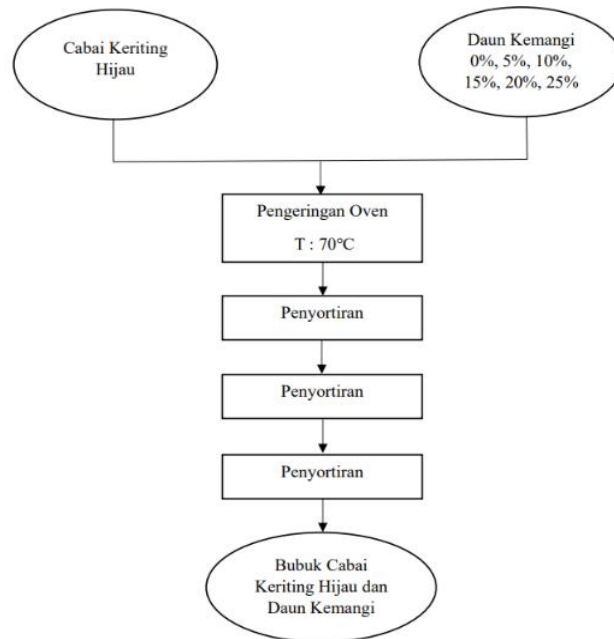 Cabai Keriting
Hijau
Daun Kemangi
0%, 5%, 10%,
15%, 20%, 25%
Pengeringan Oven
T : 70°C
Penyortiran
Penyortiran
Penyortiran
Bubuk Cabai
Keriting Hijau dan
Daun Kemangi